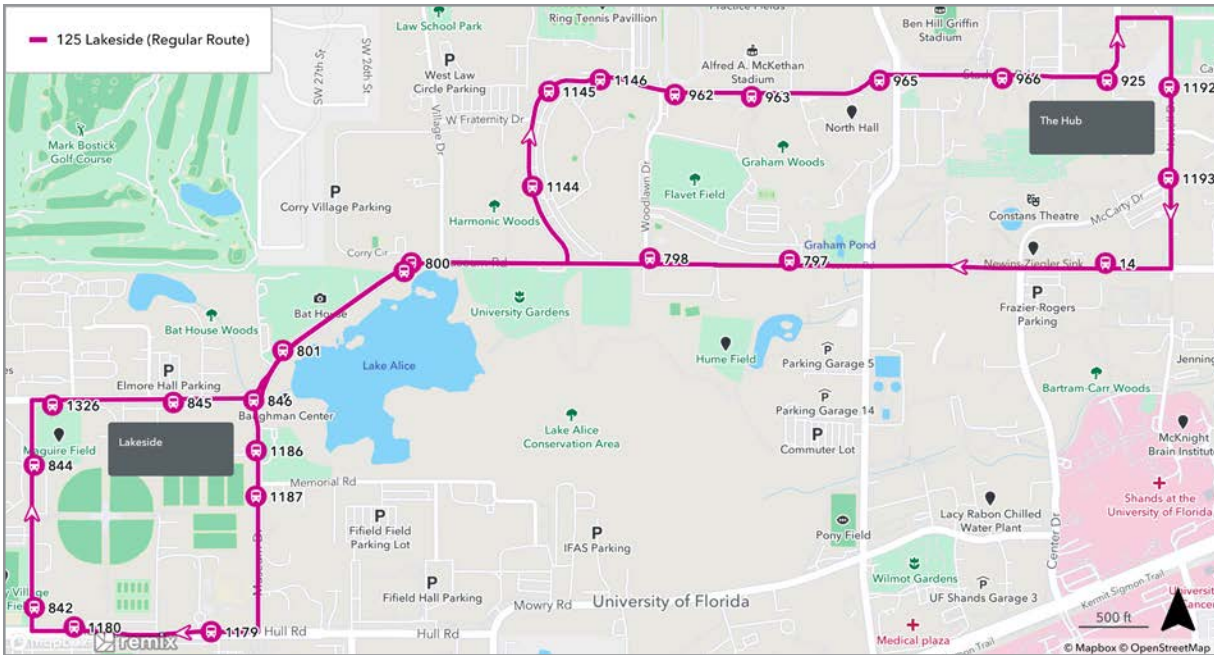 125 Lakeside (Regular Route)
Law School Park
Ring Tennis Pavilion
Practice Fields
Ben Hill Griffin
Stadium
SW 27th St
SW 26th St
West Law
Circle Parking
Village Dr
W Fraternity Dr
Alfred A. McKethan
Stadium
1145
1146
962
963
965
966
925
1192
North Hall
The Hub
Mark Bostick
Golf Course
Corry Village Parking
Harmonic Woods
1144
Woodlawn Dr
Flavet Field
Graham Woods
1193
Constans Theatre
McCarty Dr
Corry Cir
800
798
797
Graham Pond
Newins-Ziegler Sink
14
Bat House
University Gardens
Frazier-Rogers
Parking
Bat House Woods
801
Lake Alice
Hume Field
Parking Garage 5
Elmore Hall Parking
Bartram-Carr Woods
1326
845
846
Baughman Center
Parking Garage 14
Lake Alice
Conservation Area
Commuter Lot
McKnight
Brain Institute
Maguire Field
Lakeside
844
1186
Memorial Rd
1187
Shands at the
University of Florida
Fifield Field
Parking Lot
IFAS Parking
Pony Field
Lacy Rabon Chilled
Water Plant
Center Dr
Museum Dr
Wilmot Gardens
UF Shands Garage 3
Kermit Sigmon Trail
842
Fifield Hall Parking
Mowry Rd
University of Florida
1180
1179
Hull Rd
Hull Rd
Medical plaza
500 ft
remix
© Mapbox © OpenStreetMap